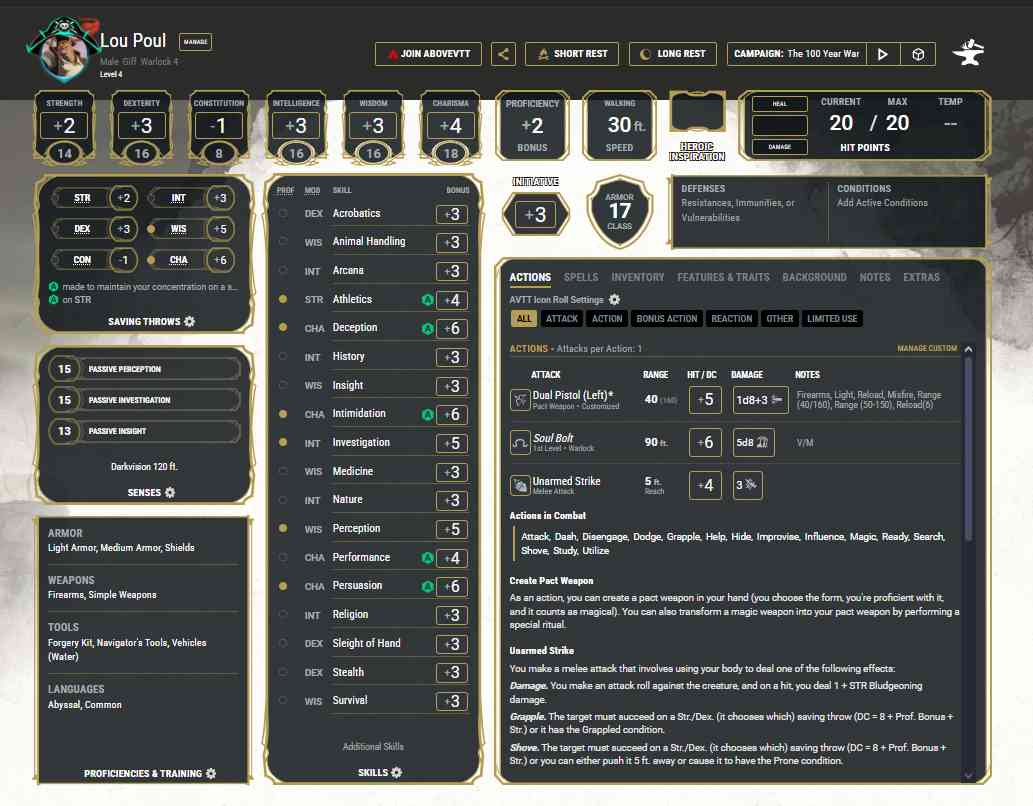 Lou Poul
MANAGE
Male Giff Warlock 4
Level 4
JOIN ABOVEVTT
SHORT REST
LONG REST
CAMPAIGN: The 100 Year War
STRENGTH
+2
14
DEXTERITY
+3
16
CONSTITUTION
-1
8
INTELLIGENCE
+3
16
WISDOM
+3
16
CHARISMA
+4
18
PROFICIENCY
+2
BONUS
WALKING
30 ft.
SPEED
HEROIC
INSPIRATION
HEAL
DAMAGE
CURRENT MAX TEMP
20 / 20 --
HIT POINTS
STR +2
INT +3
DEX +3
WIS +5
CON -1
CHA +6
A made to maintain your concentration on a s...
A on STR
SAVING THROWS
15 PASSIVE PERCEPTION
15 PASSIVE INVESTIGATION
13 PASSIVE INSIGHT
Darkvision 120 ft.
SENSES
ARMOR
Light Armor, Medium Armor, Shields
WEAPONS
Firearms, Simple Weapons
TOOLS
Forgery Kit, Navigator's Tools, Vehicles
(Water)
LANGUAGES
Abyssal, Common
PROFICIENCIES & TRAINING
PROF MOD SKILL BONUS
DEX Acrobatics +3
WIS Animal Handling +3
INT Arcana +3
STR Athletics A +4
CHA Deception A +6
INT History +3
WIS Insight +3
CHA Intimidation A +6
INT Investigation +5
WIS Medicine +3
INT Nature +3
WIS Perception +5
CHA Performance A +4
CHA Persuasion A +6
INT Religion +3
DEX Sleight of Hand +3
DEX Stealth +3
WIS Survival +3
Additional Skills
SKILLS
INITIATIVE
+3
ARMOR
17
CLASS
DEFENSES
Resistances, Immunities, or
Vulnerabilities
CONDITIONS
Add Active Conditions
ACTIONS SPELLS INVENTORY FEATURES & TRAITS BACKGROUND NOTES EXTRAS
AVTT Icon Roll Settings
ALL ATTACK ACTION BONUS ACTION REACTION OTHER LIMITED USE
ACTIONS • Attacks per Action: 1
MANAGE CUSTOM
ATTACK RANGE HIT / DC DAMAGE NOTES
Dual Pistol (Left)* 40 (160) +5 1d8+3 Firearms, Light, Reload, Misfire, Range
Pact Weapon • Customized (40/160), Range (50-150), Reload(6)
Soul Bolt 90 ft. +6 5d8 V/M
1st Level • Warlock
Unarmed Strike 5 ft. +4 3
Melee Attack Reach
Actions in Combat
Attack, Dash, Disengage, Dodge, Grapple, Help, Hide, Improvise, Influence, Magic, Ready, Search,
Shove, Study, Utilize
Create Pact Weapon
As an action, you can create a pact weapon in your hand (you choose the form, you're proficient with it,
and it counts as magical). You can also transform a magic weapon into your pact weapon by performing a
special ritual.
Unarmed Strike
You make a melee attack that involves using your body to deal one of the following effects:
Damage. You make an attack roll against the creature, and on a hit, you deal 1 + STR Bludgeoning
damage.
Grapple. The target must succeed on a Str./Dex. (it chooses which) saving throw (DC = 8 + Prof. Bonus +
Str.) or it has the Grappled condition.
Shove. The target must succeed on a Str./Dex. (it chooses which) saving throw (DC = 8 + Prof. Bonus +
Str.) or you can either push it 5 ft. away or cause it to have the Prone condition.